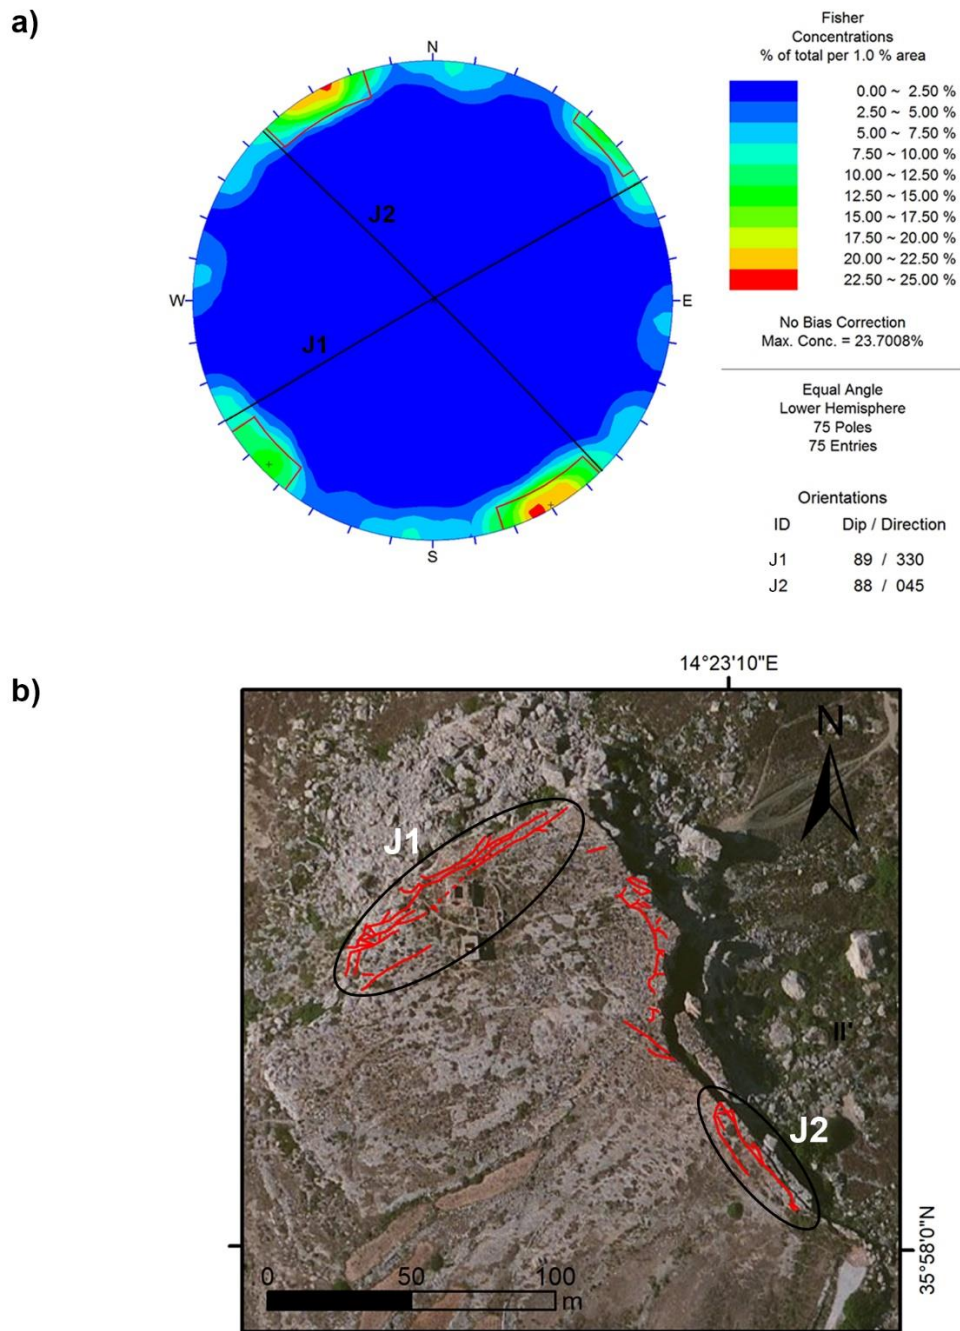 a)
Fisher
Concentrations
% of total per 1.0 % area
0.00 ~ 2.50 %
2.50 ~ 5.00 %
5.00 ~ 7.50 %
7.50 ~ 10.00 %
10.00 ~ 12.50 %
12.50 ~ 15.00 %
15.00 ~ 17.50 %
17.50 ~ 20.00 %
20.00 ~ 22.50 %
22.50 ~ 25.00 %
No Bias Correction
Max. Conc. = 23.7008%
Equal Angle
Lower Hemisphere
75 Poles
75 Entries
Orientations
ID Dip / Direction
J1 89 / 330
J2 88 / 045
N
J2
W
E
J1
S
b)
14°23'10"E
N
J1
II'
J2
35°58'0"N
0 50 100
m